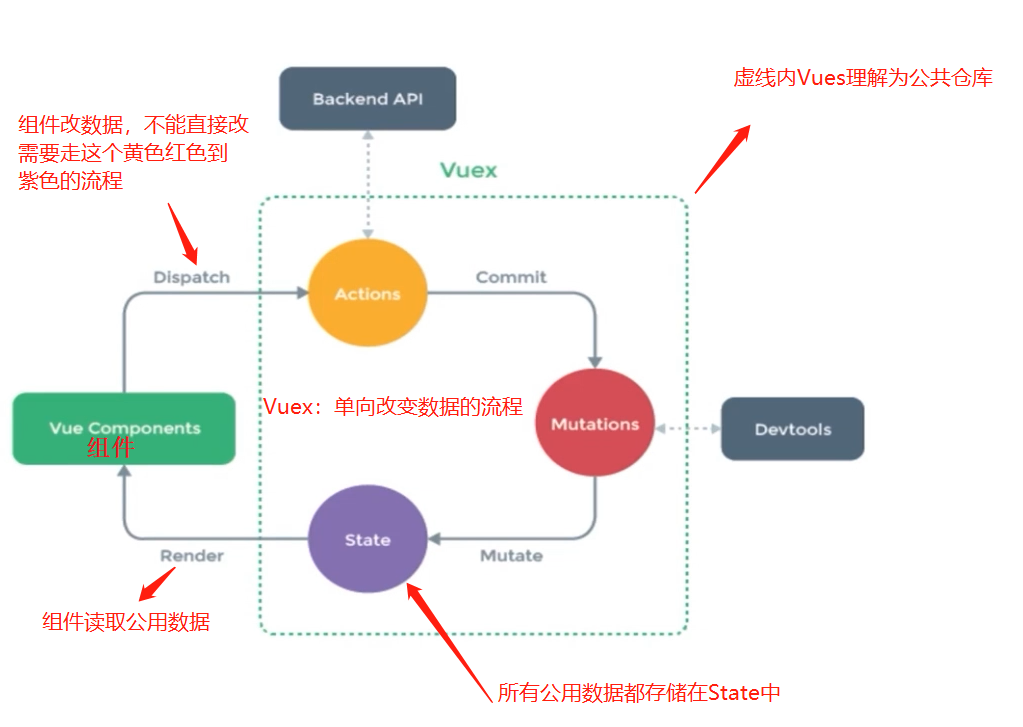 虚线内Vues理解为公共仓库
Backend API
组件改数据，不能直接改
需要走这个黄色红色到
紫色的流程
Vuex
Dispatch
Actions
Commit
Vuex：单向改变数据的流程
Vue Components
组件
Mutations
Devtools
State
Render
Mutate
组件读取公用数据
所有公用数据都存储在State中